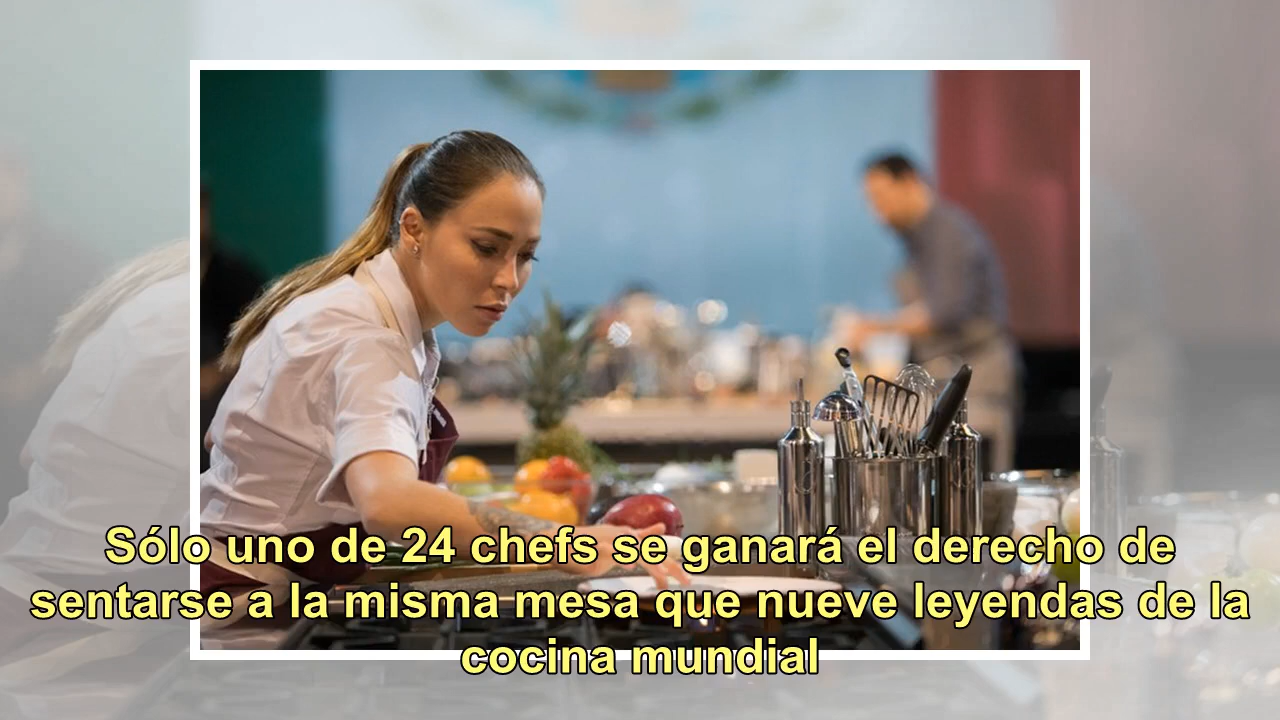 Sólo uno de 24 chefs se ganará el derecho de
sentarse a la misma mesa que nueve leyendas de la
cocina mundial